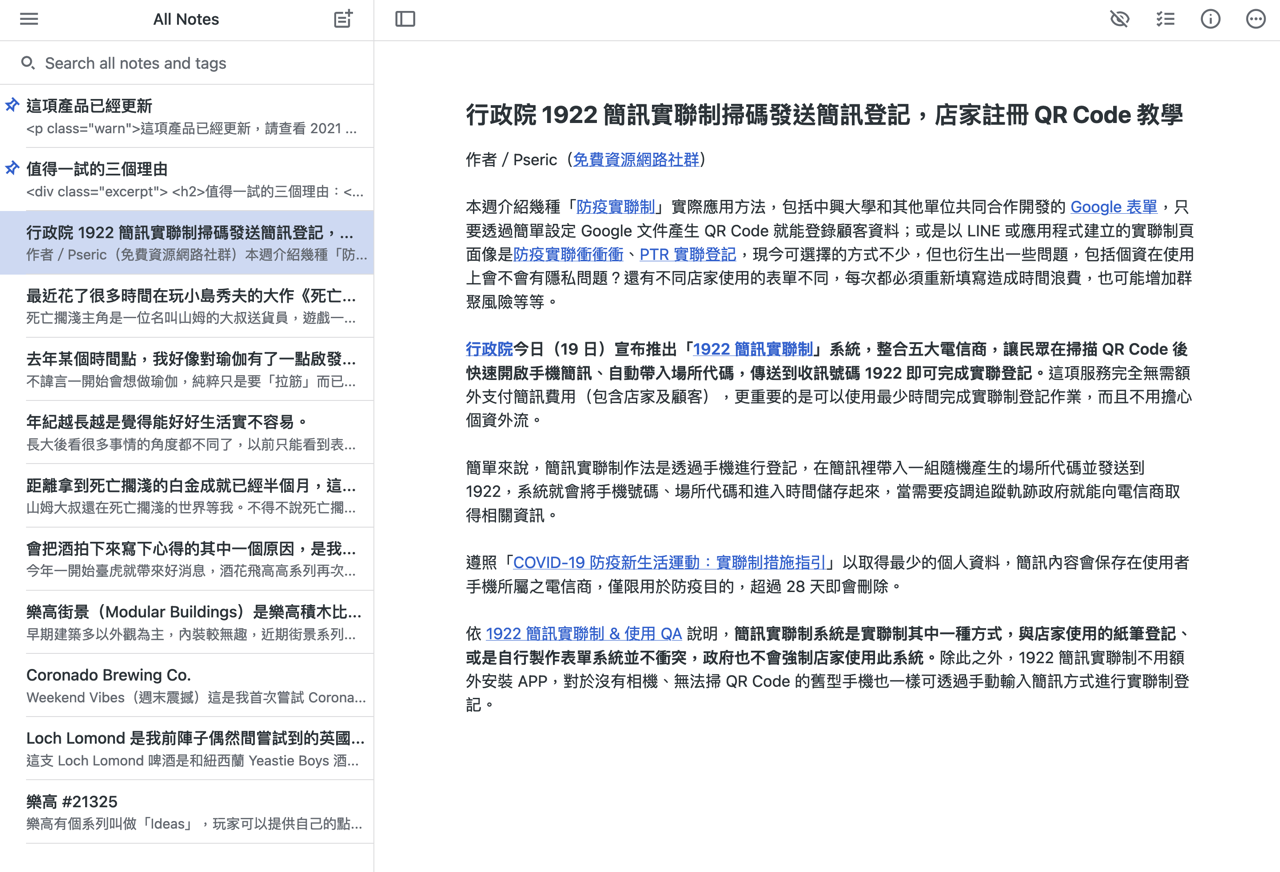 All Notes
Search all notes and tags
這項產品已經更新
<p class="warn">這項產品已經更新，請查看 2021 ...
值得一試的三個理由
<div class="excerpt"> <h2>值得一試的三個理由：<...
行政院 1922 簡訊實聯制掃碼發送簡訊登記，...
作者 / Pseric（免費資源網路社群）本週介紹幾種「防...
最近花了很多時間在玩小島秀夫的大作《死亡...
死亡擱淺主角是一位名叫山姆的大叔送貨員，遊戲一...
去年某個時間點，我好像對瑜伽有了一點啟發...
不諱言一開始會想做瑜伽，純粹只是要「拉筋」而已...
年紀越長越是覺得能好好生活實不容易。
長大後看很多事情的角度都不同了，以前只能看到表...
距離拿到死亡擱淺的白金成就已經半個月，這...
山姆大叔還在死亡擱淺的世界等我。不得不說死亡擱...
會把酒拍下來寫下心得的其中一個原因，是我...
今年一開始臺虎就帶來好消息，酒花飛高高系列再次...
樂高街景（Modular Buildings）是樂高積木比...
早期建築多以外觀為主，內裝較無趣，近期街景系列...
Coronado Brewing Co.
Weekend Vibes（週末震撼）這是我首次嘗試 Corona...
Loch Lomond 是我前陣子偶然間嘗試到的英國...
這支 Loch Lomond 啤酒是和紐西蘭 Yeastie Boys 酒...
樂高 #21325
樂高有個系列叫做「Ideas」，玩家可以提供自己的點...
行政院 1922 簡訊實聯制掃碼發送簡訊登記，店家註冊 QR Code 教學
作者 / Pseric（免費資源網路社群）
本週介紹幾種「防疫實聯制」實際應用方法，包括中興大學和其他單位共同合作開發的 Google 表單，只
要透過簡單設定 Google 文件產生 QR Code 就能登錄顧客資料；或是以 LINE 或應用程式建立的實聯制頁
面像是防疫實聯衝衝衝、PTR 實聯登記，現今可選擇的方式不少，但也衍生出一些問題，包括個資在使用
上會不會有隱私問題？還有不同店家使用的表單不同，每次都必須重新填寫造成時間浪費，也可能增加群
聚風險等等。
行政院今日（19 日）宣布推出「1922 簡訊實聯制」系統，整合五大電信商，讓民眾在掃描 QR Code 後
快速開啟手機簡訊、自動帶入場所代碼，傳送到收訊號碼 1922 即可完成實聯登記。這項服務完全無需額
外支付簡訊費用（包含店家及顧客），更重要的是可以使用最少時間完成實聯制登記作業，而且不用擔心
個資外流。
簡單來說，簡訊實聯制作法是透過手機進行登記，在簡訊裡帶入一組隨機產生的場所代碼並發送到
1922，系統就會將手機號碼、場所代碼和進入時間儲存起來，當需要疫調追蹤軌跡政府就能向電信商取
得相關資訊。
遵照「COVID-19 防疫新生活運動：實聯制措施指引」以取得最少的個人資料，簡訊內容會保存在使用者
手機所屬之電信商，僅限用於防疫目的，超過 28 天即會刪除。
依 1922 簡訊實聯制 & 使用 QA 說明，簡訊實聯制系統是實聯制其中一種方式，與店家使用的紙筆登記、
或是自行製作表單系統並不衝突，政府也不會強制店家使用此系統。除此之外，1922 簡訊實聯制不用額
外安裝 APP，對於沒有相機、無法掃 QR Code 的舊型手機也一樣可透過手動輸入簡訊方式進行實聯制登
記。